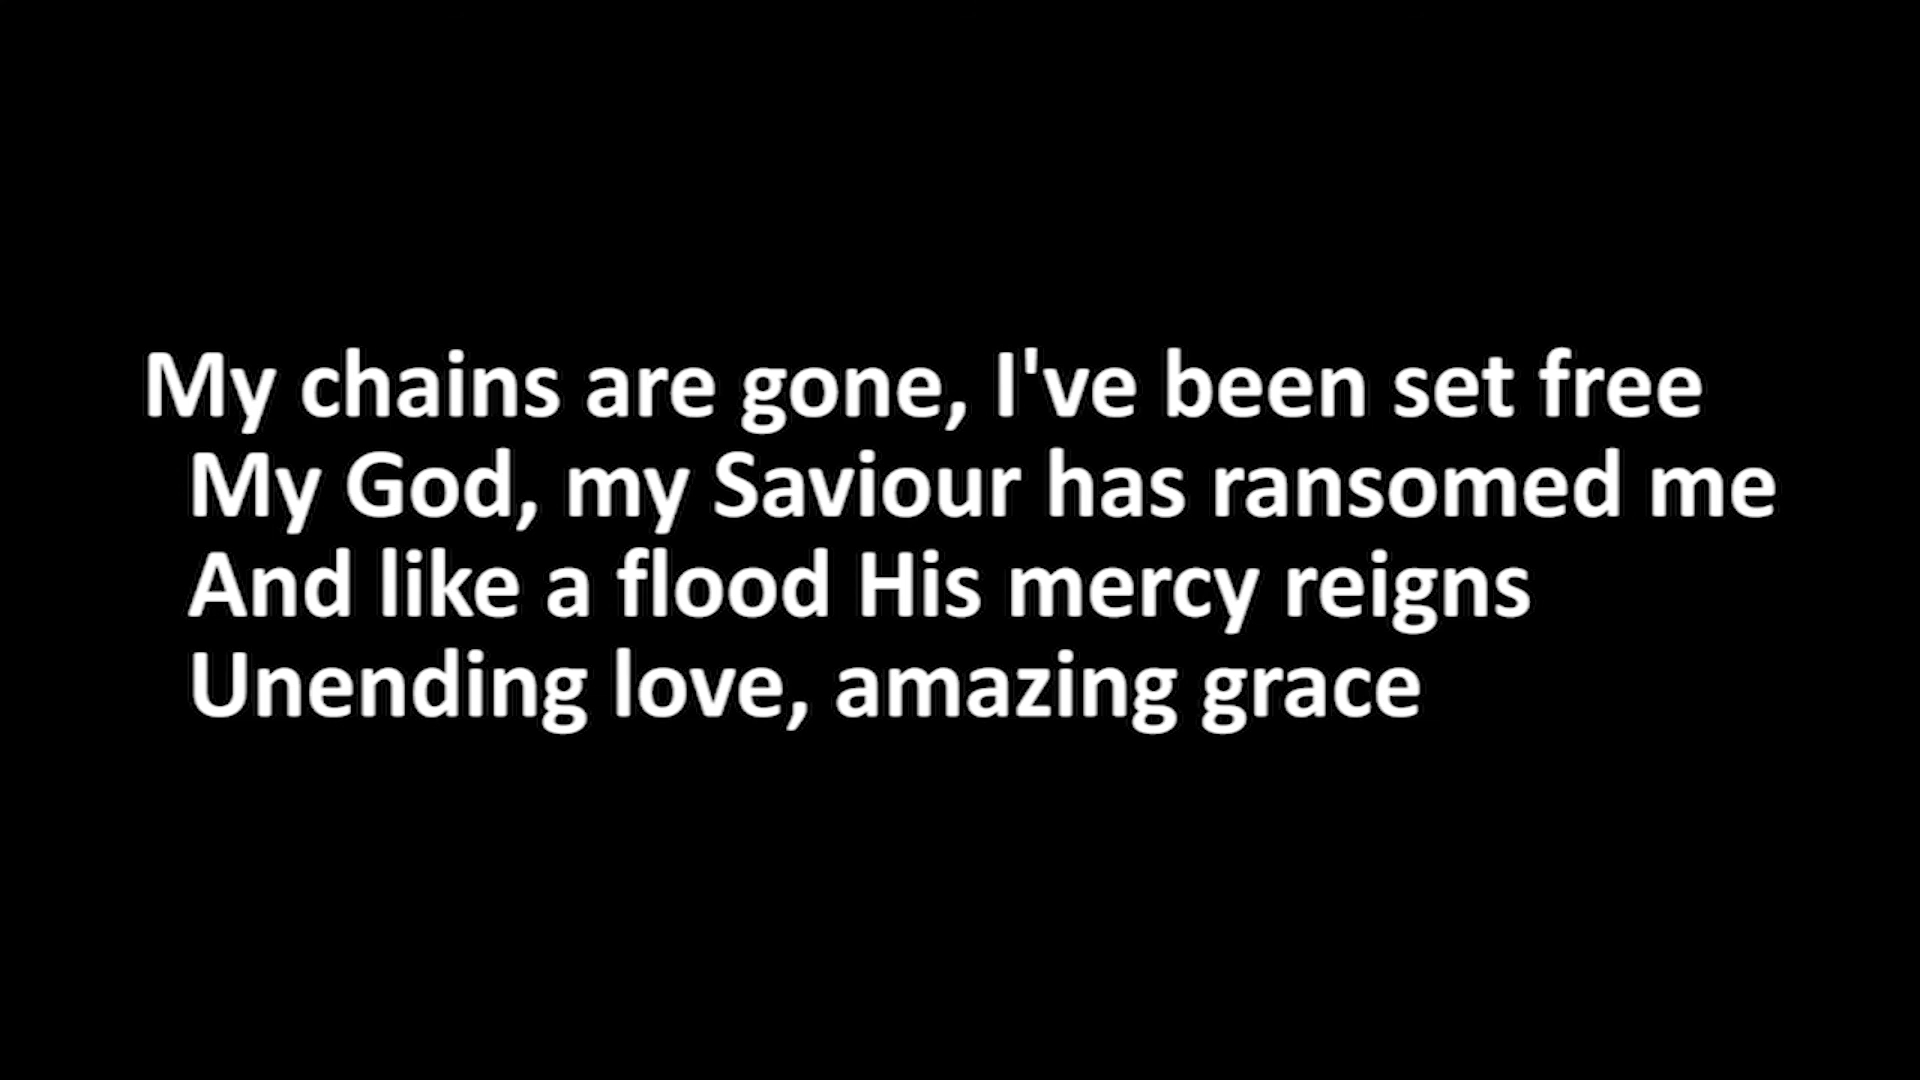 My chains are gone, I've been set free
My God, my Saviour has ransomed me
And like a flood His mercy reigns
Unending love, amazing grace